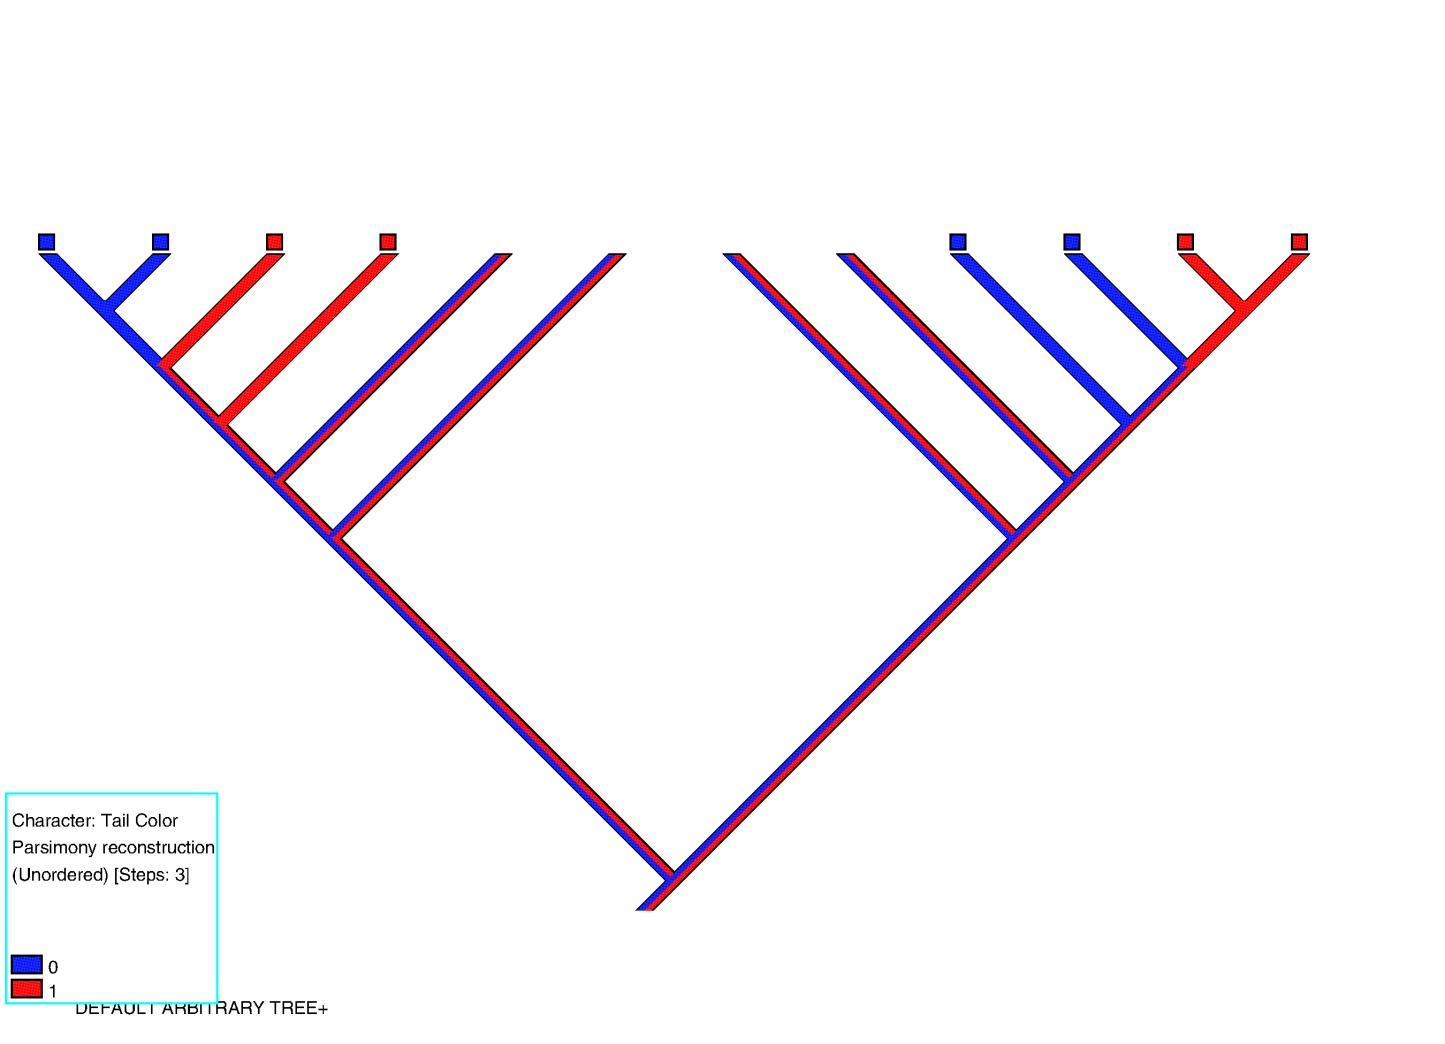 Character: Tail Color
Parsimony reconstruction
(Unordered) [Steps: 3]
0
1
DEFAULT ARBITRARY TREE+